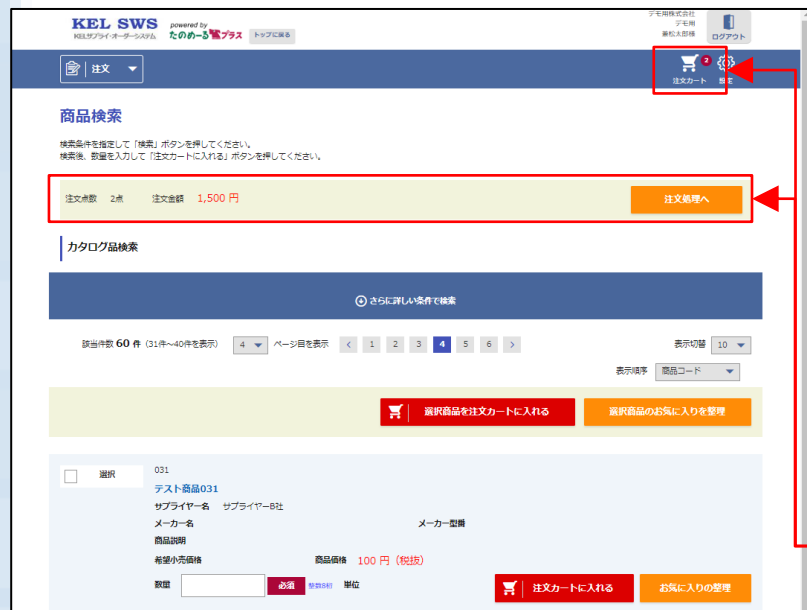 KEL SWS powered by
KELサプライ・オーダーシステム たのめーるプラス トップに戻る
デモ用株式会社
デモ用
兼松太郎様
ログアウト
注文
2
注文カート 設定
商品検索
検索条件を指定して「検索」ボタンを押してください。
検索後、数量を入力して「注文カートに入れる」ボタンを押してください。
注文点数 2点 注文金額 1,500 円 注文処理へ
カタログ品検索
さらに詳しい条件で検索
該当件数 60 件 (31件~40件を表示) 4 ページ目を表示 < 1 2 3 4 5 6 > 表示切替 10
表示順序 商品コード
選択商品を注文カートに入れる 選択商品のお気に入りを整理
選択 031
テスト商品031
サプライヤー名 サプライヤーB社
メーカー名 メーカー型番
商品説明
希望小売価格 商品価格 100 円 (税抜)
数量 必須 整数8桁 単位 注文カートに入れる お気に入りの整理